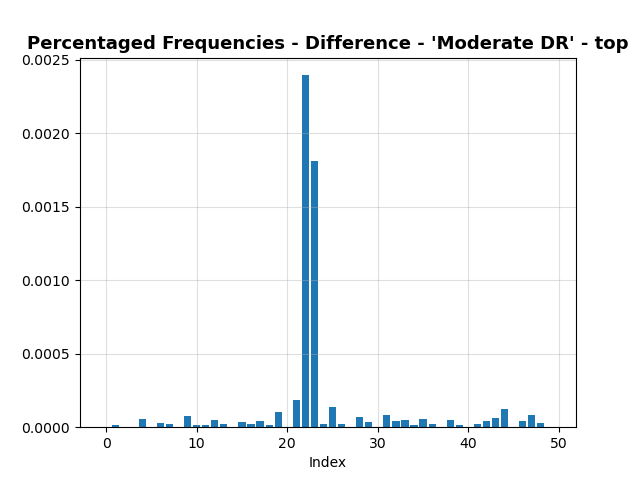 Percentaged Frequencies - Difference - 'Moderate DR' - top
0.0025
0.0020
0.0015
0.0010
0.0005
0.0000
0 10 20 30 40 50
Index